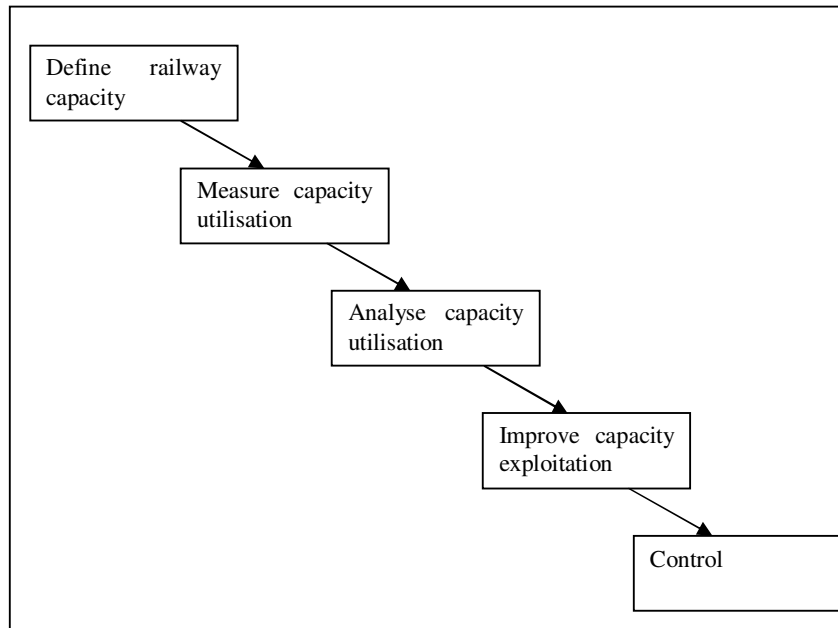 Define railway
capacity
Measure capacity
utilisation
Analyse capacity
utilisation
Improve capacity
exploitation
Control